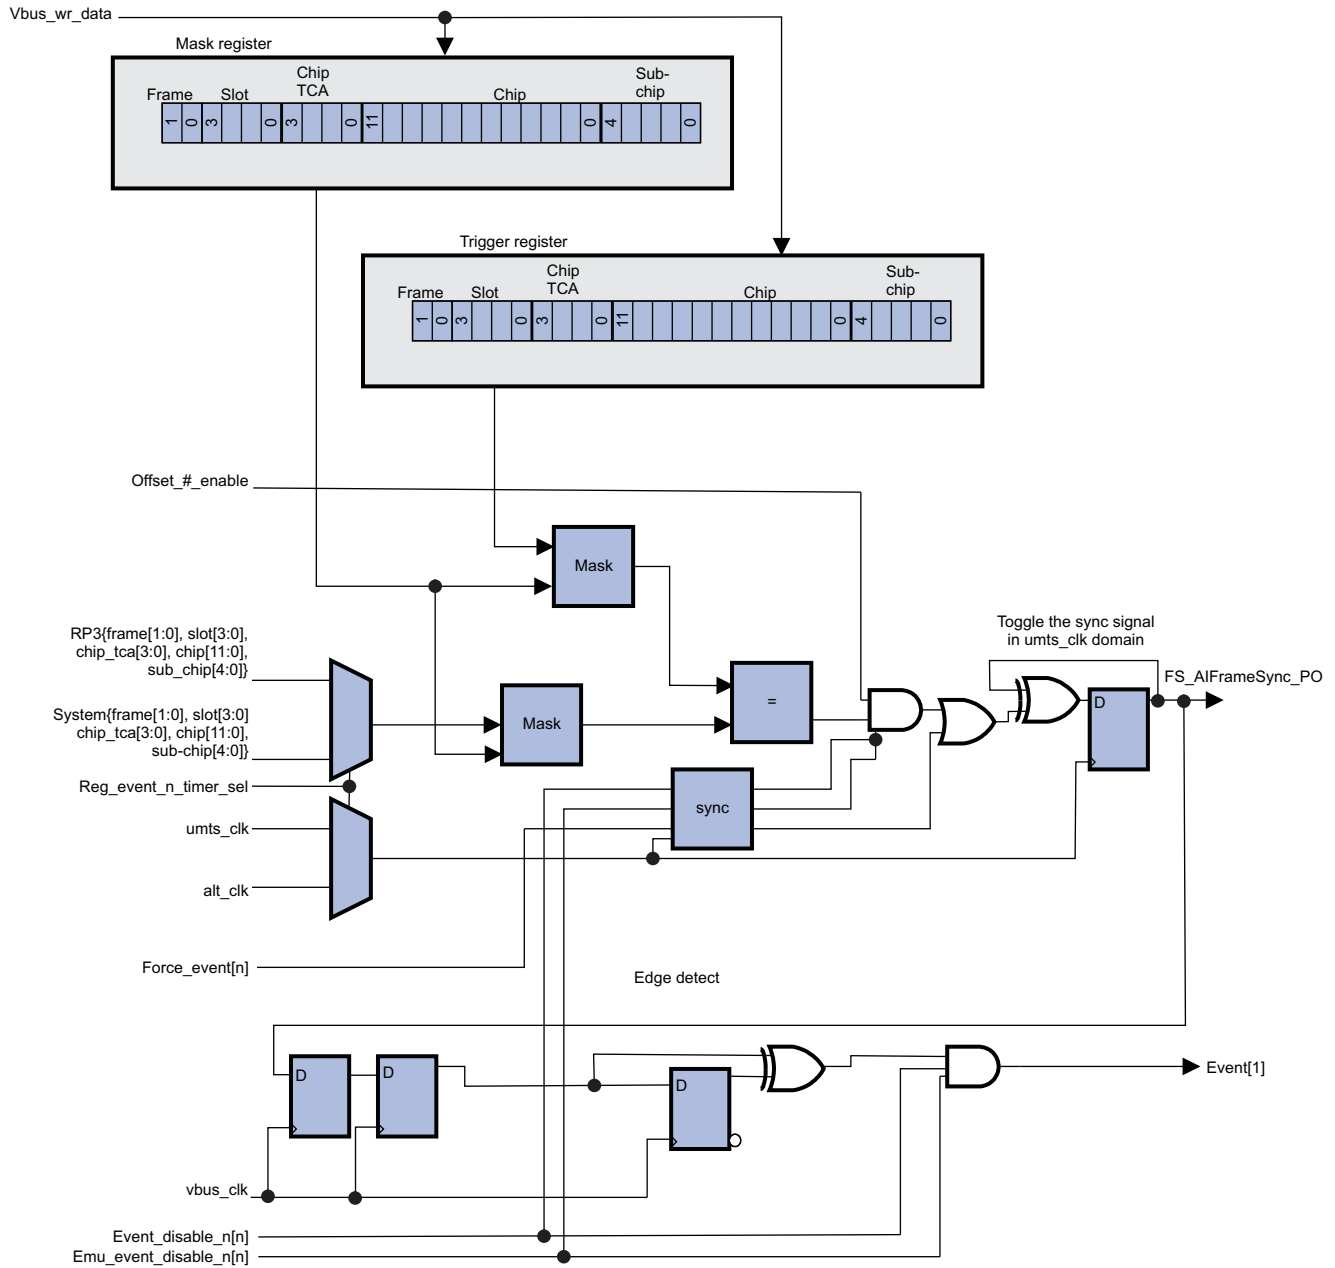 Vbus_wr_data
Mask register
Chip
TCA
Sub-
chip
Frame Slot Chip
1 0 3 0 3 0 11 0 4 0
Trigger register
Chip
TCA
Sub-
chip
Frame Slot Chip
1 0 3 0 3 0 11 0 4 0
Offset_#_enable
Mask
RP3{frame[1:0], slot[3:0],
chip_tca[3:0], chip[11:0],
sub_chip[4:0]}
Toggle the sync signal
in umts_clk domain
FS_AIFrameSync_PO
System{frame[1:0], slot[3:0]
chip_tca[3:0], chip[11:0],
sub-chip[4:0]}
Mask
=
D
Reg_event_n_timer_sel
sync
umts_clk
alt_clk
Force_event[n]
Edge detect
D
D
D
Event[1]
vbus_clk
Event_disable_n[n]
Emu_event_disable_n[n]